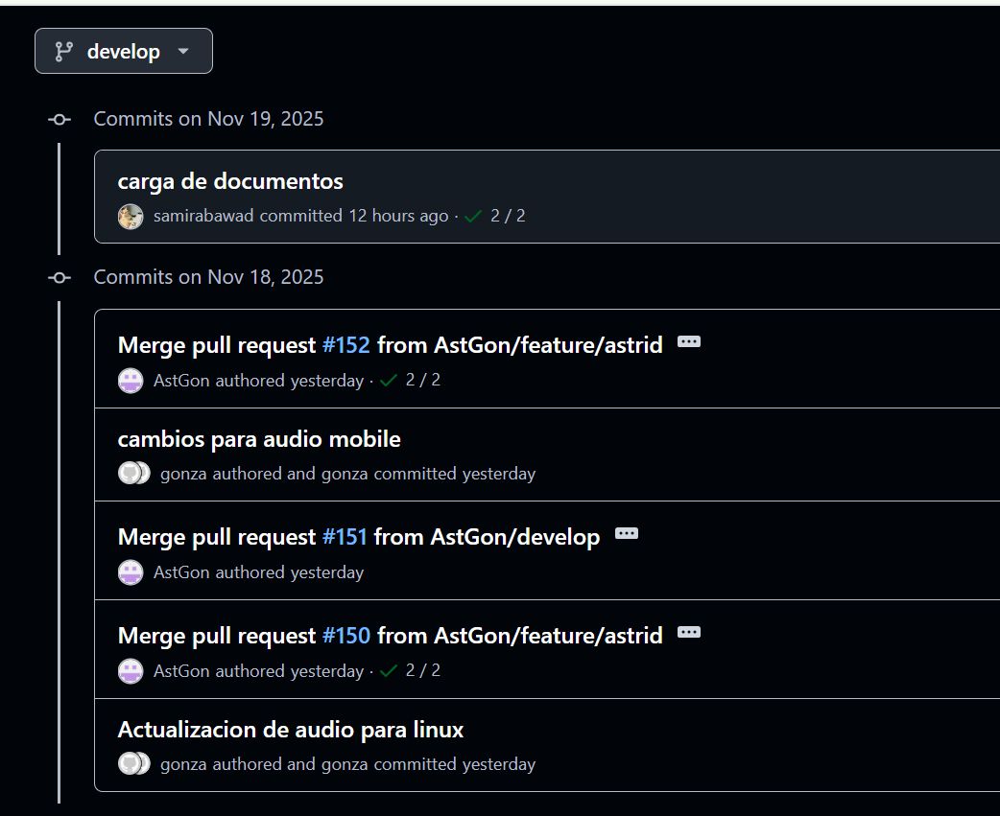 develop
Commits on Nov 19, 2025
carga de documentos
samirabawad committed 12 hours ago · 2 / 2
Commits on Nov 18, 2025
Merge pull request #152 from AstGon/feature/astrid
AstGon authored yesterday · 2 / 2
cambios para audio mobile
gonza authored and gonza committed yesterday
Merge pull request #151 from AstGon/develop
AstGon authored yesterday
Merge pull request #150 from AstGon/feature/astrid
AstGon authored yesterday · 2 / 2
Actualizacion de audio para linux
gonza authored and gonza committed yesterday